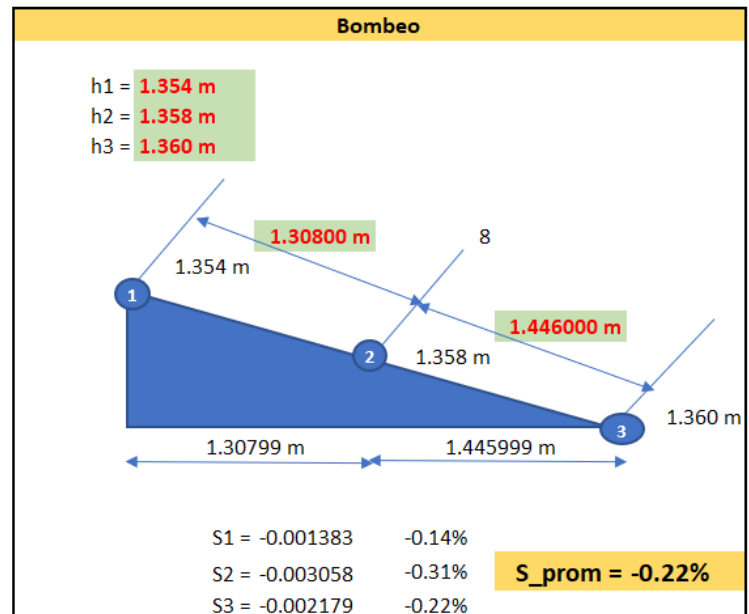 Bombeo
h1 = 1.354 m
h2 = 1.358 m
h3 = 1.360 m
1.30800 m
8
1.354 m
1
1.446000 m
2
1.358 m
1.360 m
3
1.30799 m
1.445999 m
S1 = -0.001383 -0.14%
S2 = -0.003058 -0.31%
S_prom = -0.22%
S3 = -0.002179 -0.22%